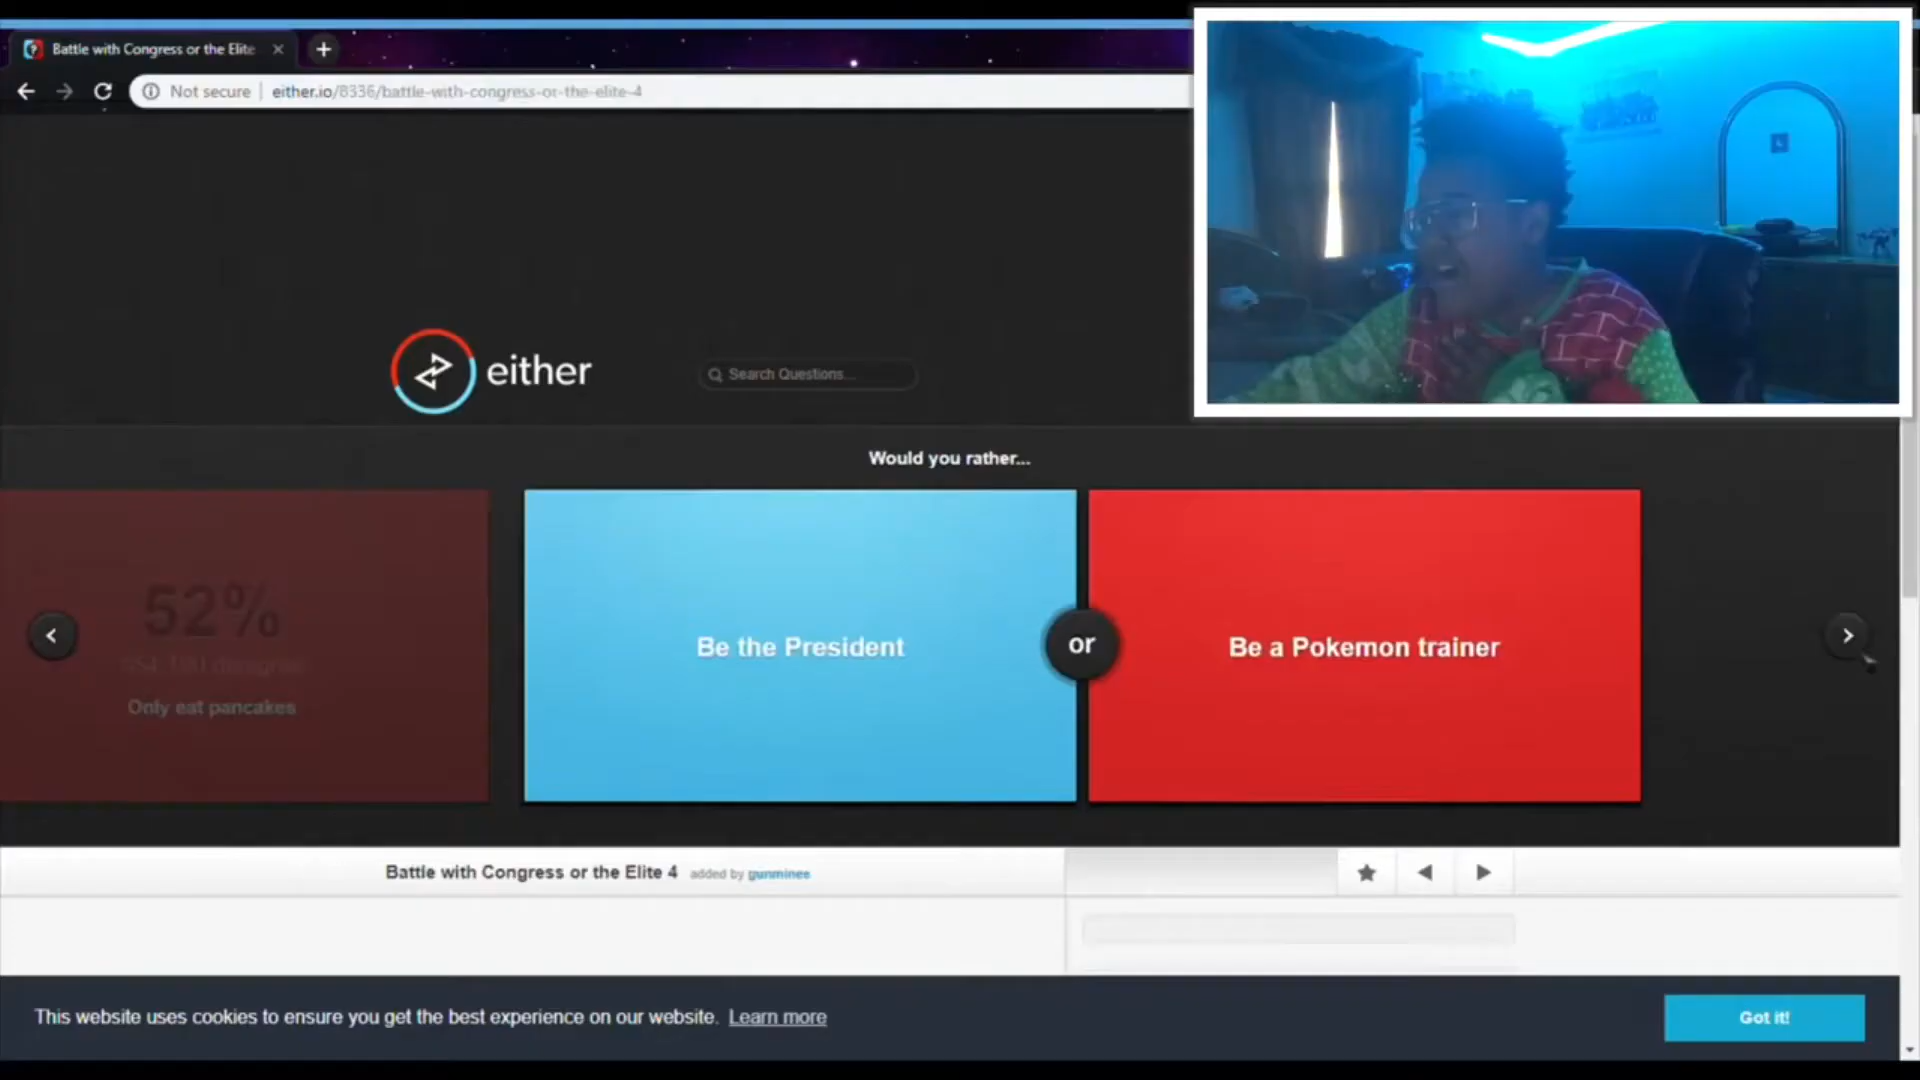 Battle with Congress or the Elite
Not secure | either.io/8336/battle-with-congress-or-the-elite-4
either
Search Questions...
Would you rather...
52%
Only eat pancakes
Be the President
or
Be a Pokemon trainer
Battle with Congress or the Elite 4 added by gunminee
This website uses cookies to ensure you get the best experience on our website. Learn more
Got it!